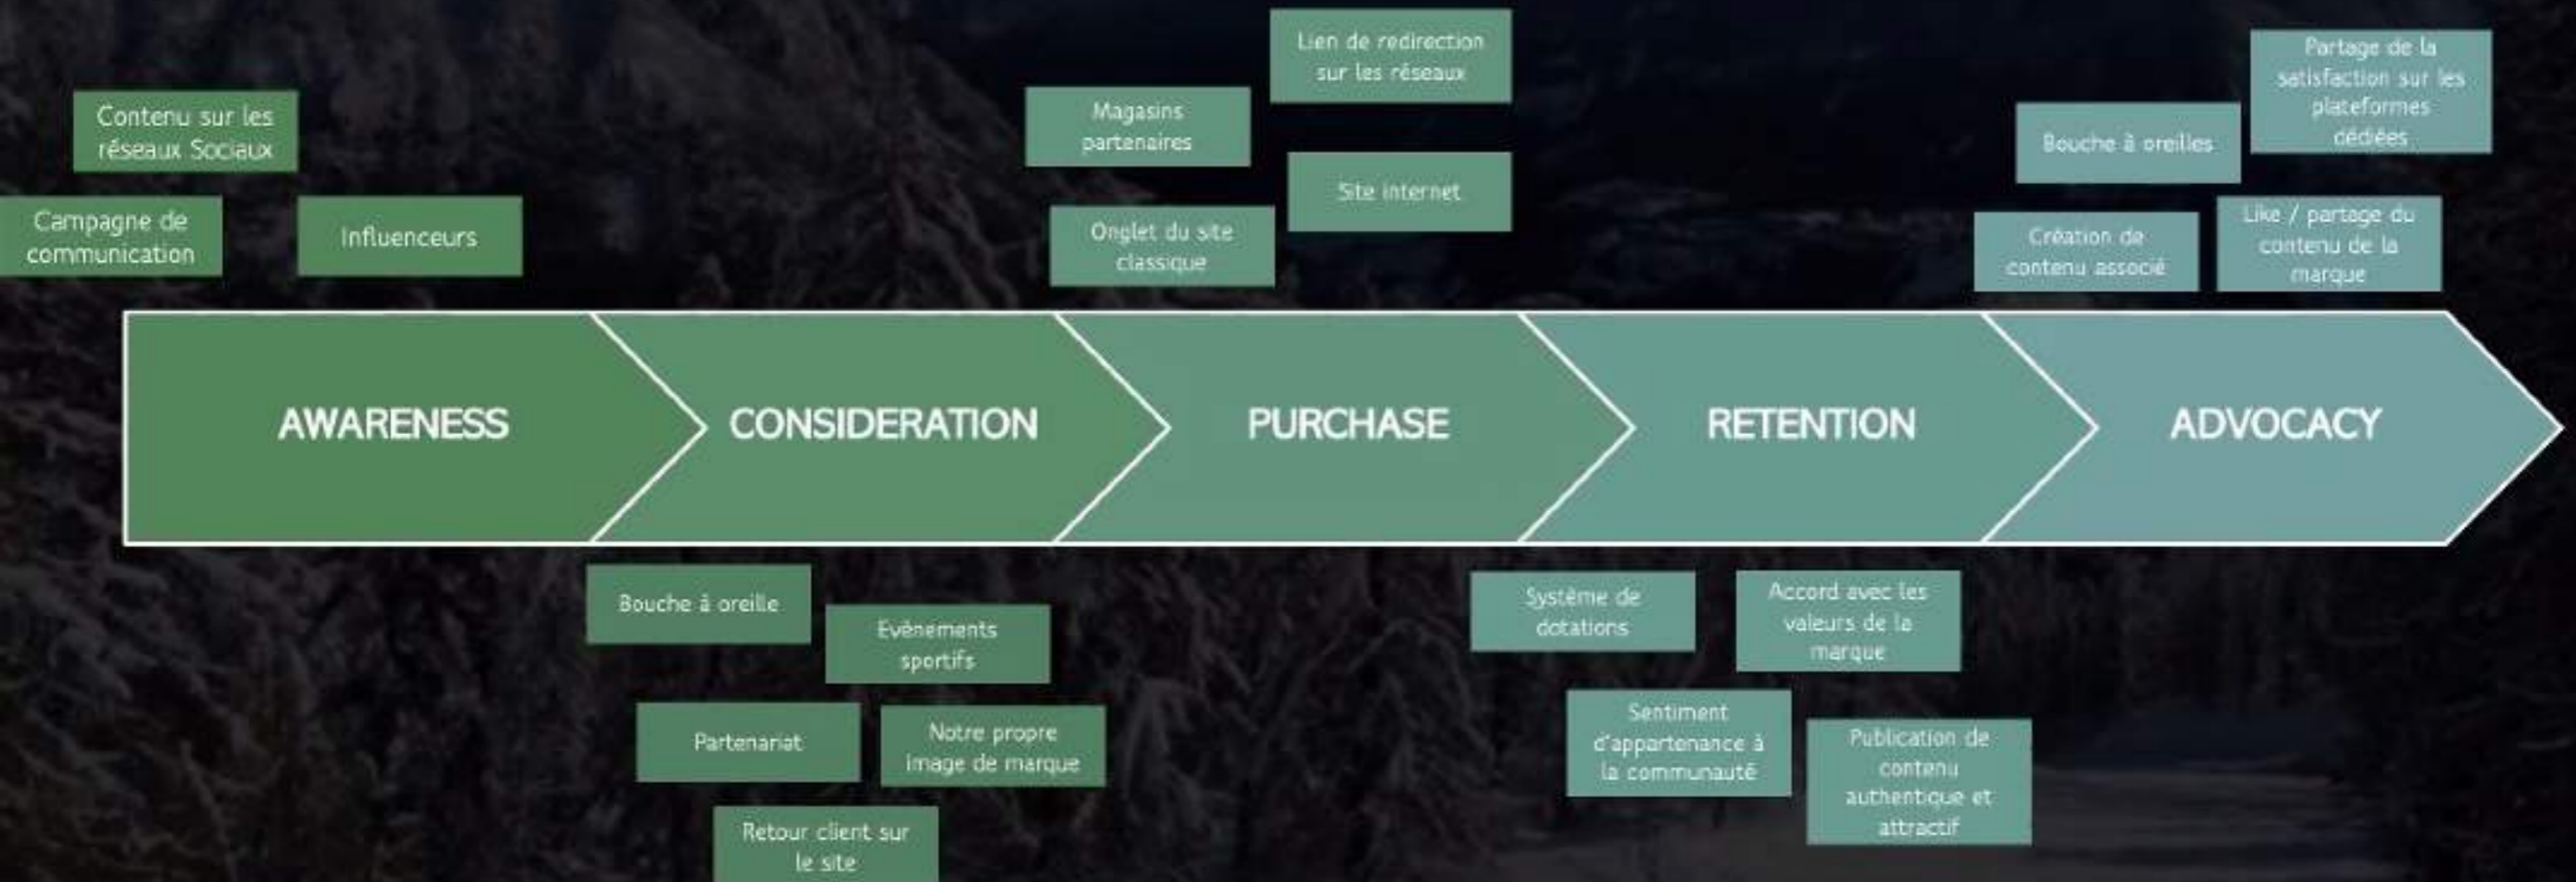 Contenu sur les
réseaux Sociaux
Campagne de
communication
Influenceurs
Magasins
partenaires
Lien de redirection
sur les réseaux
Onglet du site
classique
Site internet
Bouche à oreilles
Partage de la
satisfaction sur les
plateformes
dédiées
Création de
contenu associé
Like / partage du
contenu de la
marque
AWARENESS
CONSIDERATION
PURCHASE
RETENTION
ADVOCACY
Bouche à oreille
Evènements
sportifs
Partenariat
Notre propre
image de marque
Retour client sur
le site
Système de
dotations
Accord avec les
valeurs de la
marque
Sentiment
d'appartenance à
la communauté
Publication de
contenu
authentique et
attractif